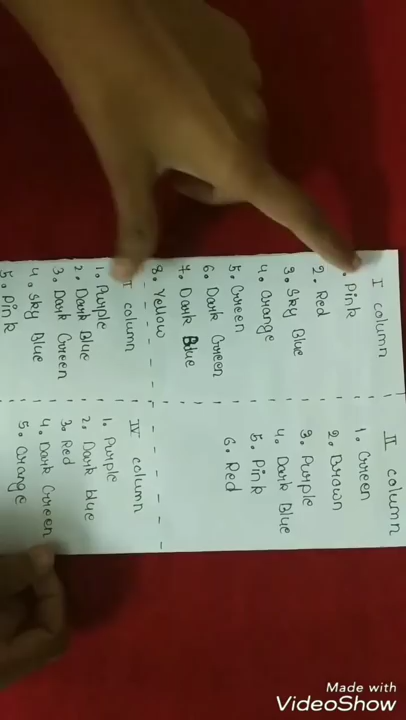 I column
. Pink
2. Red
3. Sky Blue
4. Orange
5. Green
6. Dark Green
7. Dark Blue
8. Yellow
II column
1. Green
2. Brown
3. Purple
4. Dark Blue
5. Pink
6. Red
column
1. Purple
2. Dark Blue
3. Dark Green
4. Sky Blue
5. Pink
IV column
1. Purple
2. Dark blue
3. Red
4. Dark Green
5. Orange
Made with
VideoShow